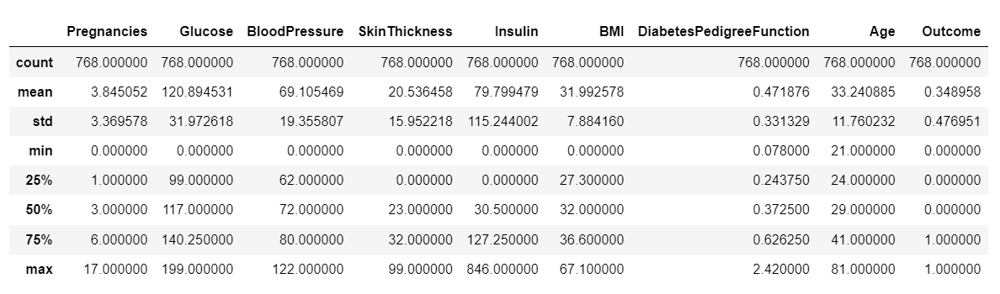 Pregnancies Glucose BloodPressure SkinThickness Insulin BMI DiabetesPedigreeFunction Age Outcome
count 768.000000 768.000000 768.000000 768.000000 768.000000 768.000000 768.000000 768.000000 768.000000
mean 3.845052 120.894531 69.105469 20.536458 79.799479 31.992578 0.471876 33.240885 0.348958
std 3.369578 31.972618 19.355807 15.952218 115.244002 7.884160 0.331329 11.760232 0.476951
min 0.000000 0.000000 0.000000 0.000000 0.000000 0.000000 0.078000 21.000000 0.000000
25% 1.000000 99.000000 62.000000 0.000000 0.000000 27.300000 0.243750 24.000000 0.000000
50% 3.000000 117.000000 72.000000 23.000000 30.500000 32.000000 0.372500 29.000000 0.000000
75% 6.000000 140.250000 80.000000 32.000000 127.250000 36.600000 0.626250 41.000000 1.000000
max 17.000000 199.000000 122.000000 99.000000 846.000000 67.100000 2.420000 81.000000 1.000000